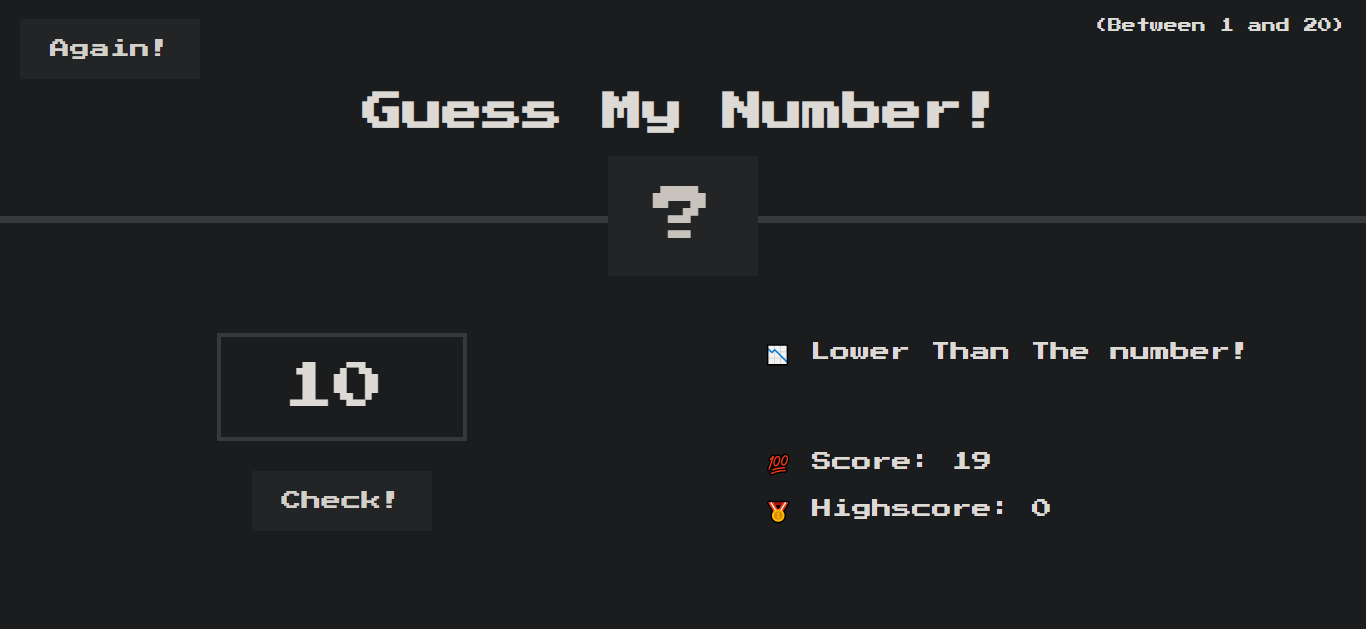 Again!
(Between 1 and 20)
Guess My Number!
?
10
Check!
📉 Lower Than The number!
💯 Score: 19
🥇 Highscore: 0